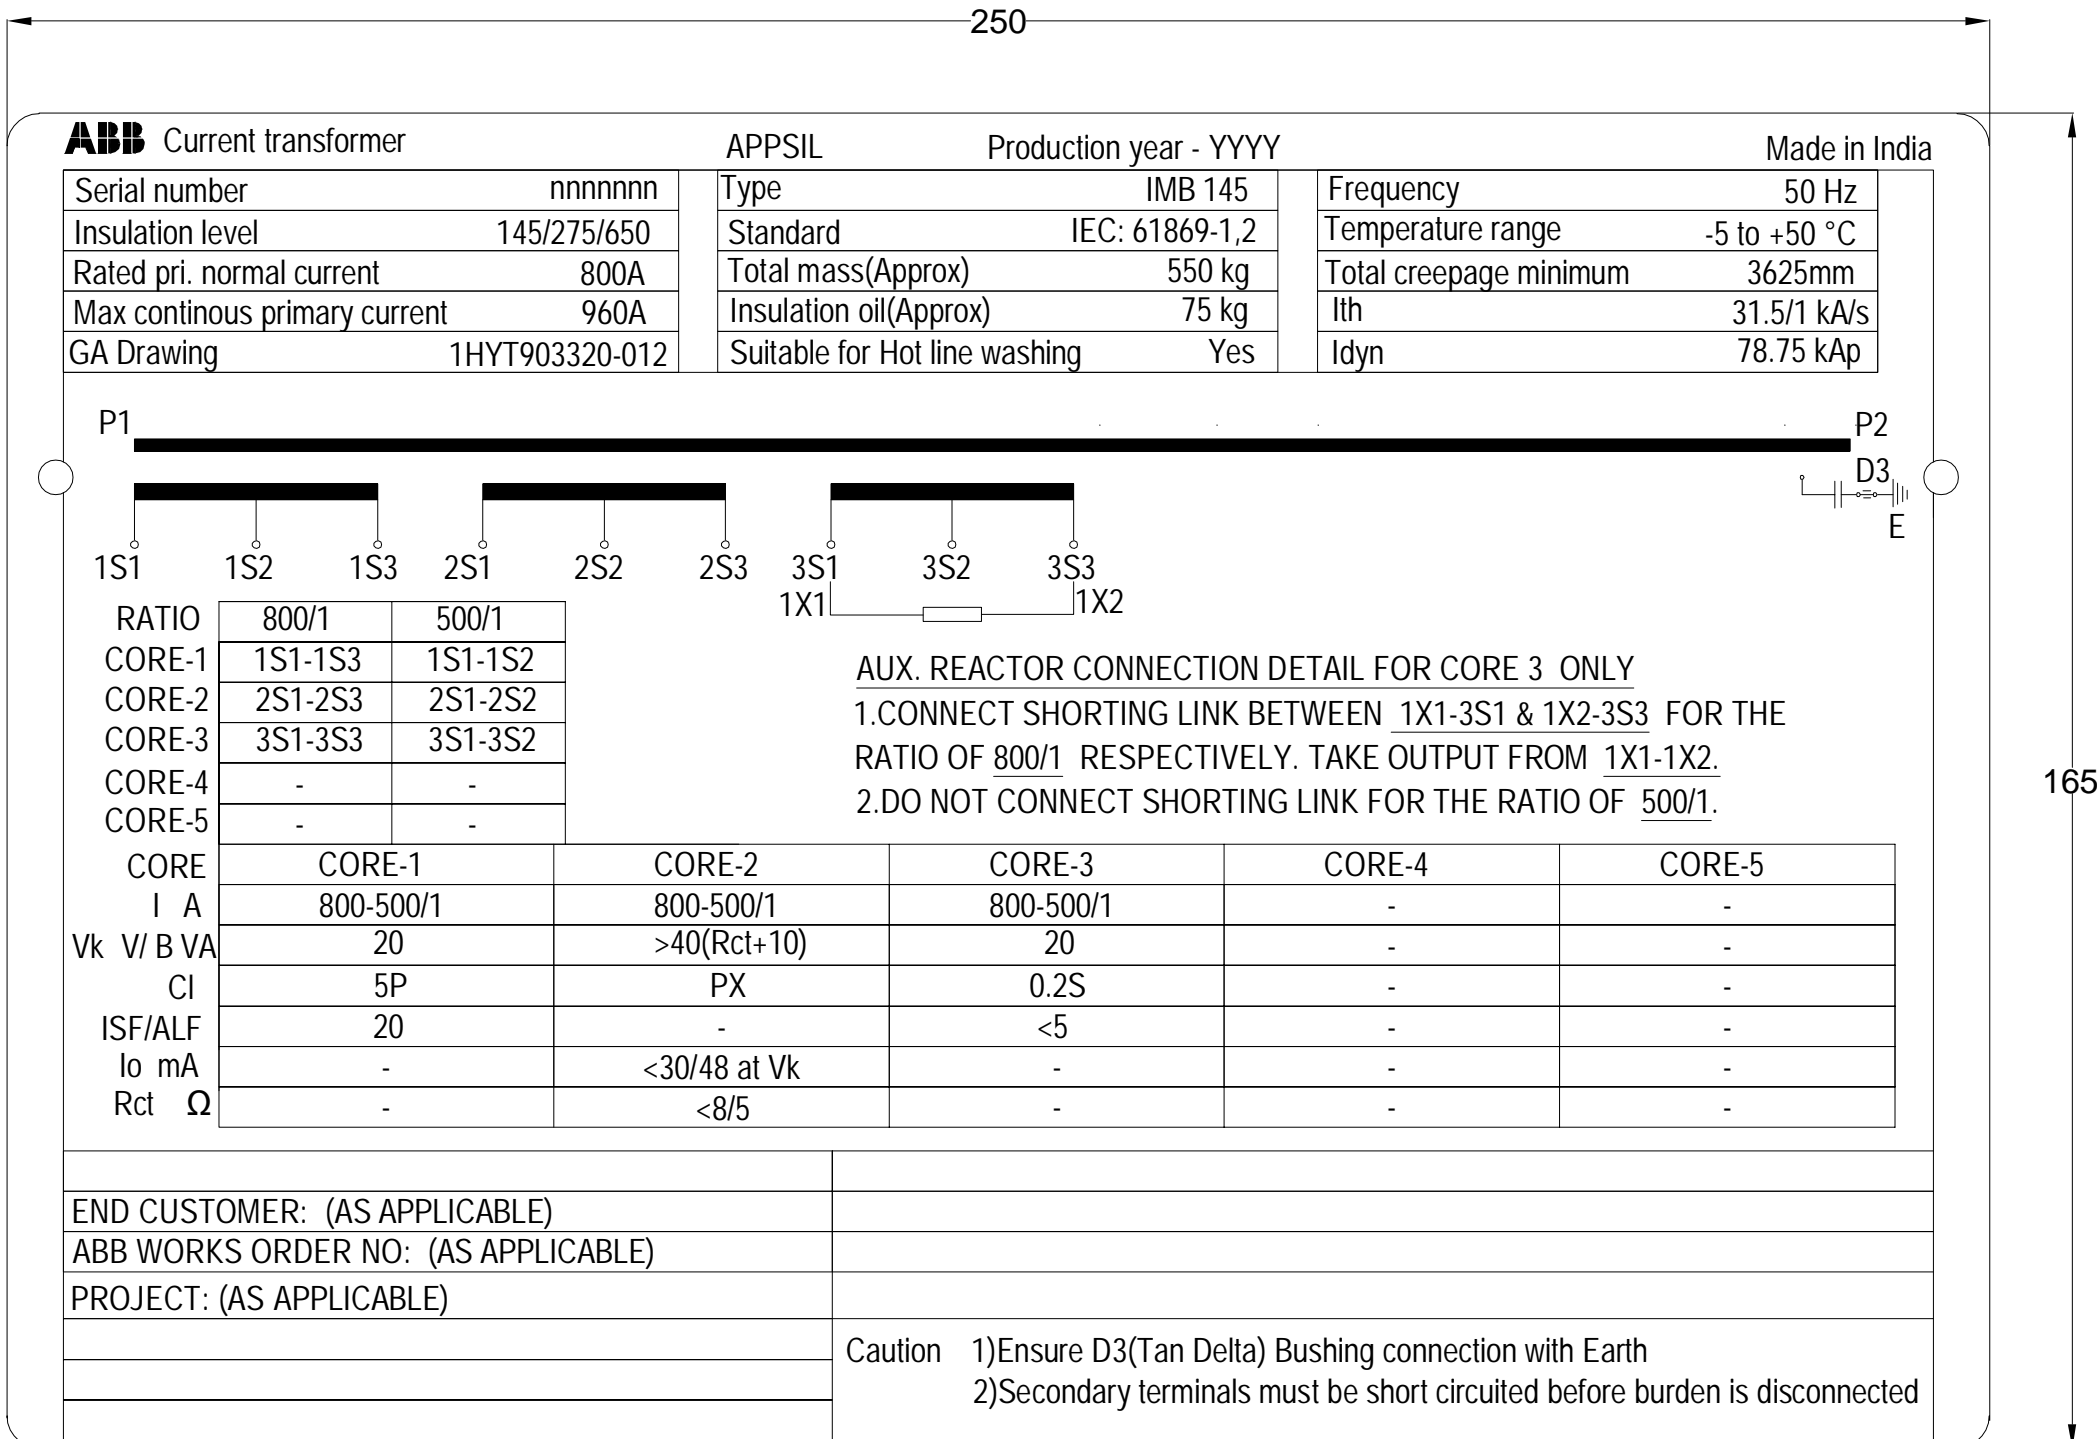 250
ABB Current transformer APPSIL Production year - YYYY Made in India
Serial number nnnnnnn Type IMB 145 Frequency 50 Hz
Insulation level 145/275/650 Standard IEC: 61869-1,2 Temperature range -5 to +50 °C
Rated pri. normal current 800A Total mass(Approx) 550 kg Total creepage minimum 3625mm
Max continous primary current 960A Insulation oil(Approx) 75 kg Ith 31.5/1 kA/s
GA Drawing 1HYT903320-012 Suitable for Hot line washing Yes Idyn 78.75 kAp
P1 P2
D3
E
1S1 1S2 1S3 2S1 2S2 2S3 3S1 3S2 3S3
1X1 1X2
RATIO 800/1 500/1
CORE-1 1S1-1S3 1S1-1S2
CORE-2 2S1-2S3 2S1-2S2
CORE-3 3S1-3S3 3S1-3S2
CORE-4 - -
CORE-5 - -
AUX. REACTOR CONNECTION DETAIL FOR CORE 3 ONLY
1.CONNECT SHORTING LINK BETWEEN 1X1-3S1 & 1X2-3S3 FOR THE
RATIO OF 800/1 RESPECTIVELY. TAKE OUTPUT FROM 1X1-1X2.
2.DO NOT CONNECT SHORTING LINK FOR THE RATIO OF 500/1.
165
CORE CORE-1 CORE-2 CORE-3 CORE-4 CORE-5
I A 800-500/1 800-500/1 800-500/1 - -
Vk V/ B VA 20 >40(Rct+10) 20 - -
Cl 5P PX 0.2S - -
ISF/ALF 20 - <5 - -
Io mA - <30/48 at Vk - - -
Rct Ω - <8/5 - - -
END CUSTOMER: (AS APPLICABLE)
ABB WORKS ORDER NO: (AS APPLICABLE)
PROJECT: (AS APPLICABLE)
Caution 1)Ensure D3(Tan Delta) Bushing connection with Earth
2)Secondary terminals must be short circuited before burden is disconnected